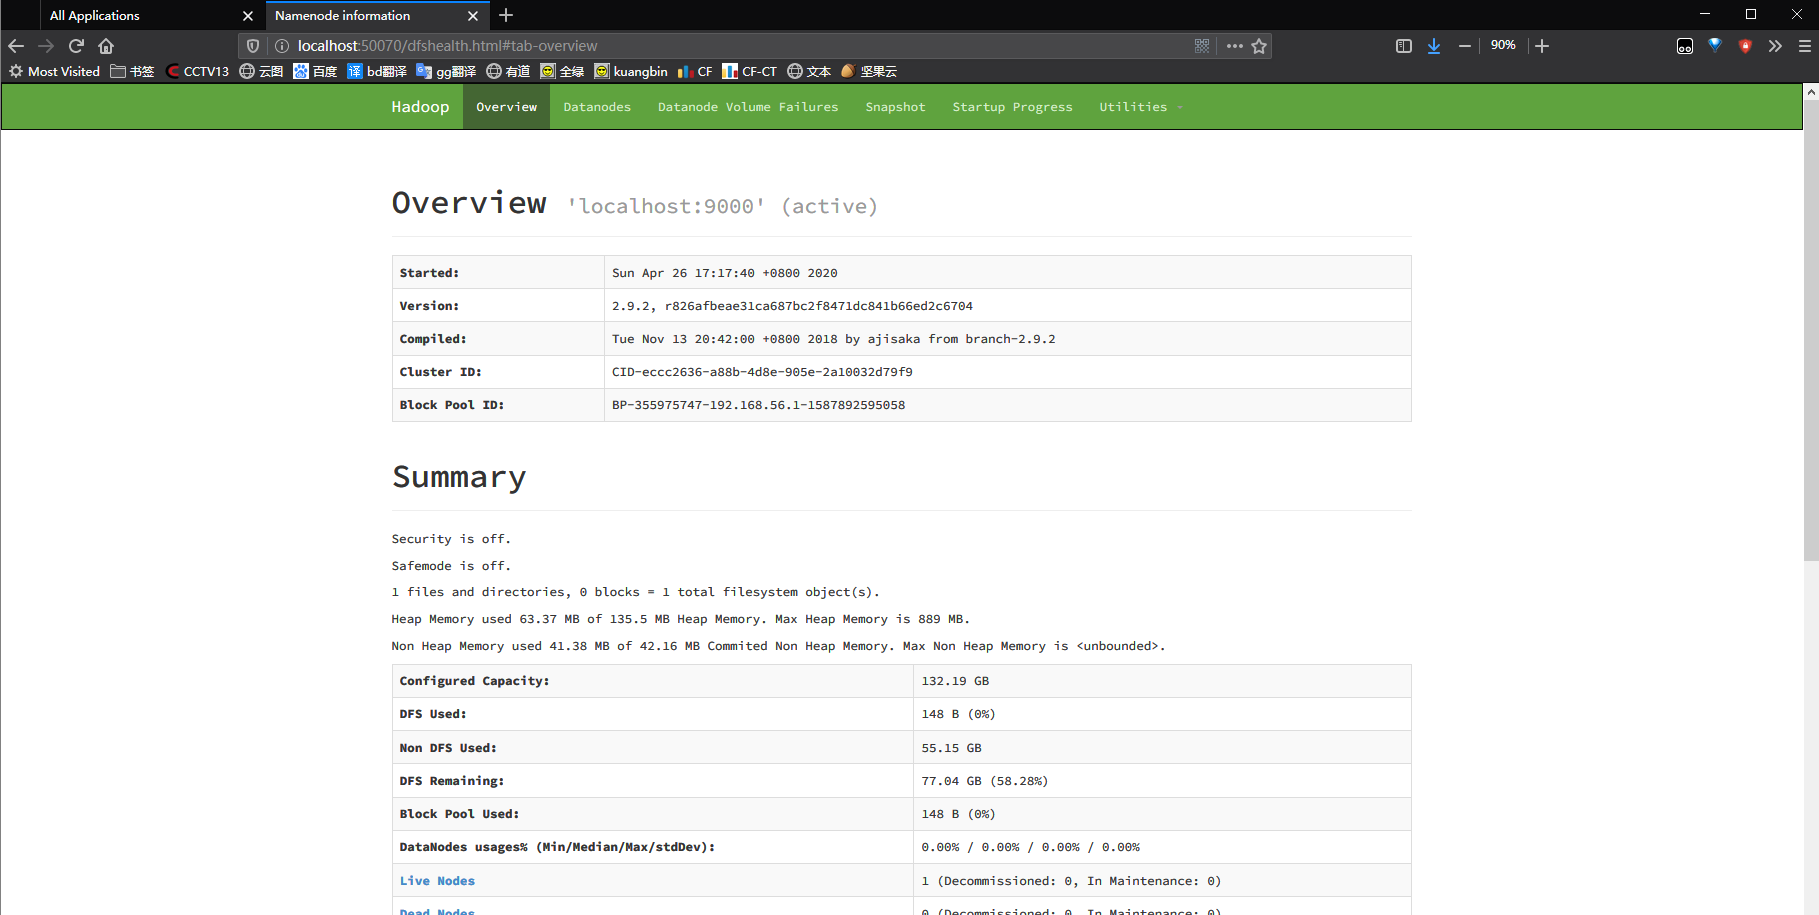 All Applications
Namenode information
localhost:50070/dfshealth.html#tab-overview
90%
Most Visited 书签 CCTV13 云图 百度 译 bd翻译 gg翻译 有道 全绿 kuangbin CF CF-CT 文本 坚果云
Hadoop Overview Datanodes Datanode Volume Failures Snapshot Startup Progress Utilities
Overview 'localhost:9000' (active)
Started: Sun Apr 26 17:17:40 +0800 2020
Version: 2.9.2, r826afbeae31ca687bc2f8471dc841b66ed2c6704
Compiled: Tue Nov 13 20:42:00 +0800 2018 by ajisaka from branch-2.9.2
Cluster ID: CID-eccc2636-a88b-4d8e-905e-2a10032d79f9
Block Pool ID: BP-355975747-192.168.56.1-1587892595058
Summary
Security is off.
Safemode is off.
1 files and directories, 0 blocks = 1 total filesystem object(s).
Heap Memory used 63.37 MB of 135.5 MB Heap Memory. Max Heap Memory is 889 MB.
Non Heap Memory used 41.38 MB of 42.16 MB Commited Non Heap Memory. Max Non Heap Memory is <unbounded>.
Configured Capacity: 132.19 GB
DFS Used: 148 B (0%)
Non DFS Used: 55.15 GB
DFS Remaining: 77.04 GB (58.28%)
Block Pool Used: 148 B (0%)
DataNodes usages% (Min/Median/Max/stdDev): 0.00% / 0.00% / 0.00% / 0.00%
Live Nodes 1 (Decommissioned: 0, In Maintenance: 0)
Dead Nodes 0 (Decommissioned: 0, In Maintenance: 0)